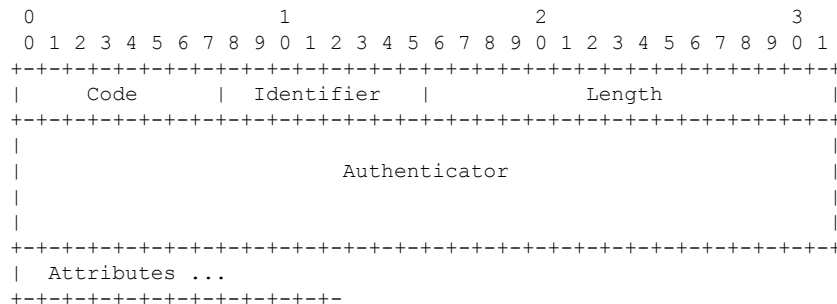 0                   1                   2                   3
 0 1 2 3 4 5 6 7 8 9 0 1 2 3 4 5 6 7 8 9 0 1 2 3 4 5 6 7 8 9 0 1
+-+-+-+-+-+-+-+-+-+-+-+-+-+-+-+-+-+-+-+-+-+-+-+-+-+-+-+-+-+-+-+-+
|     Code      |  Identifier   |            Length             |
+-+-+-+-+-+-+-+-+-+-+-+-+-+-+-+-+-+-+-+-+-+-+-+-+-+-+-+-+-+-+-+-+
|                                                               |
|                         Authenticator                         |
|                                                               |
|                                                               |
+-+-+-+-+-+-+-+-+-+-+-+-+-+-+-+-+-+-+-+-+-+-+-+-+-+-+-+-+-+-+-+-+
|  Attributes ...
+-+-+-+-+-+-+-+-+-+-+-+-+-